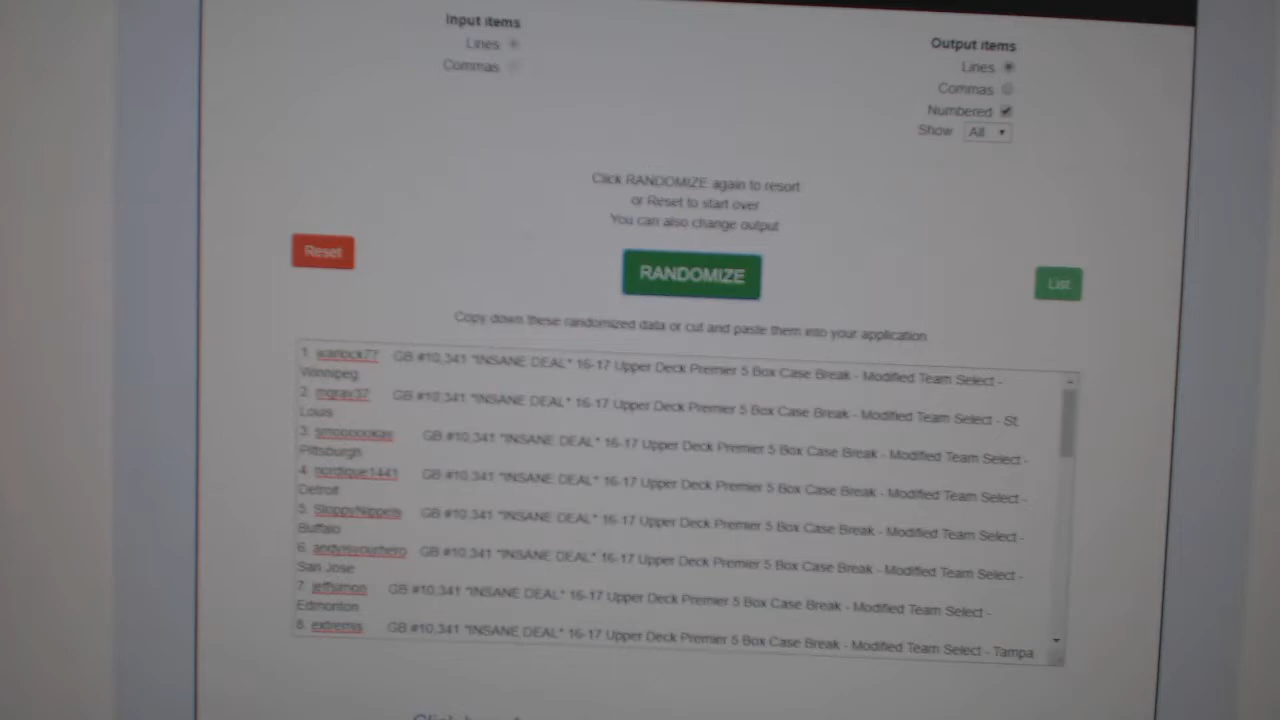 Input items
Lines
Commas
Output items
Lines
Commas
Numbered
Show All
Click RANDOMIZE again to resort
or Reset to start over
You can also change output
Reset
RANDOMIZE
List
Copy down these randomized data or cut and paste them into your application
1. warlock77 GB #10,341 "INSANE DEAL" 16-17 Upper Deck Premier 5 Box Case Break - Modified Team Select -
Winnipeg
2. mgray37 GB #10,341 "INSANE DEAL" 16-17 Upper Deck Premier 5 Box Case Break - Modified Team Select - St.
Louis
3. GB #10,341 "INSANE DEAL" 16-17 Upper Deck Premier 5 Box Case Break - Modified Team Select -
Pittsburgh
4. nordique1441 GB #10,341 "INSANE DEAL" 16-17 Upper Deck Premier 5 Box Case Break - Modified Team Select -
Detroit
5. GB #10,341 "INSANE DEAL" 16-17 Upper Deck Premier 5 Box Case Break - Modified Team Select -
Buffalo
6. andyisyourhero GB #10,341 "INSANE DEAL" 16-17 Upper Deck Premier 5 Box Case Break - Modified Team Select -
San Jose
7. jeffsimon GB #10,341 "INSANE DEAL" 16-17 Upper Deck Premier 5 Box Case Break - Modified Team Select -
Edmonton
8. extremis GB #10,341 "INSANE DEAL" 16-17 Upper Deck Premier 5 Box Case Break - Modified Team Select - Tampa